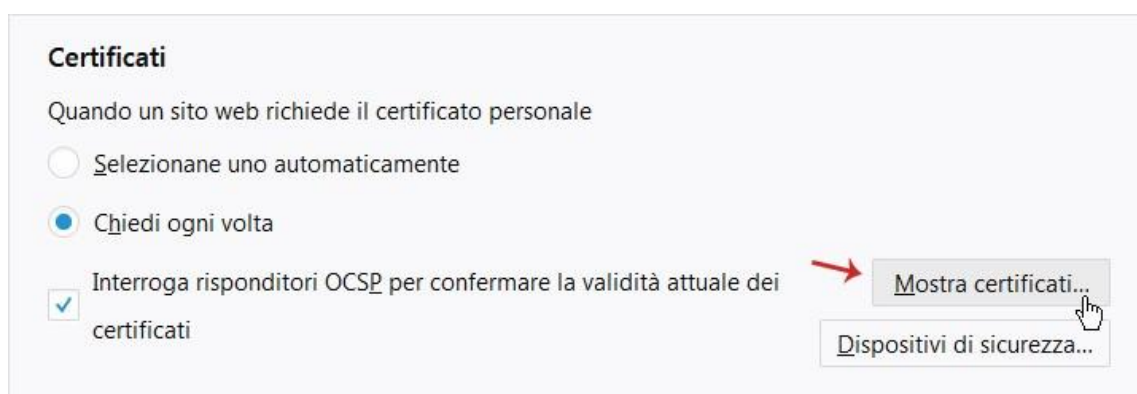 Certificati
Quando un sito web richiede il certificato personale
Selezionane uno automaticamente
Chiedi ogni volta
Interroga risponditori OCSP per confermare la validità attuale dei
certificati
Mostra certificati...
Dispositivi di sicurezza...